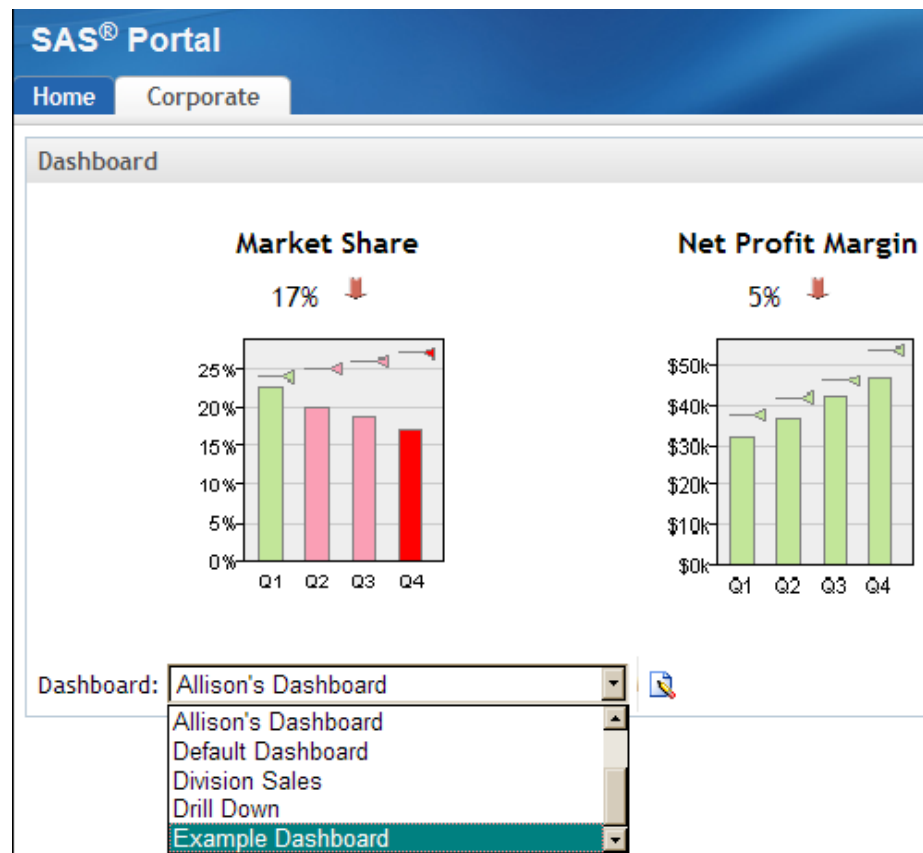 SAS® Portal
Home Corporate
Dashboard
Market Share
17%
25%
20%
15%
10%
5%
0%
Q1 Q2 Q3 Q4
Net Profit Margin
5%
$50k
$40k
$30k
$20k
$10k
$0k
Q1 Q2 Q3 Q4
Dashboard: Allison's Dashboard
Allison's Dashboard
Default Dashboard
Division Sales
Drill Down
Example Dashboard